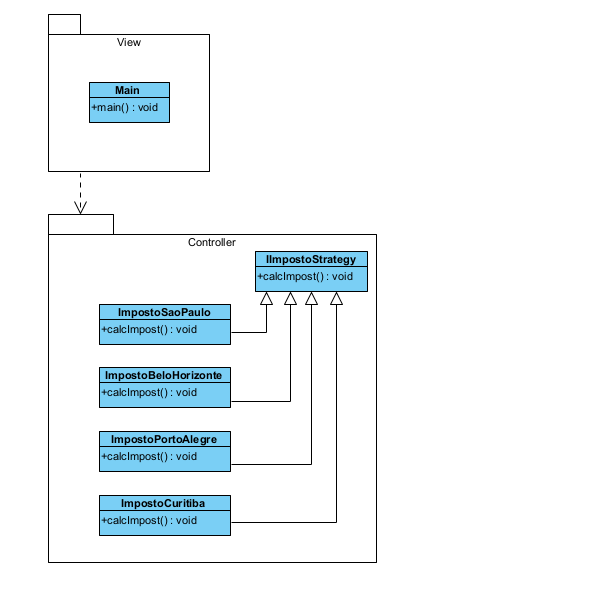 View
Main
+main() : void
Controller
IImpostoStrategy
+calcImpost() : void
ImpostoSaoPaulo
+calcImpost() : void
ImpostoBeloHorizonte
+calcImpost() : void
ImpostoPortoAlegre
+calcImpost() : void
ImpostoCuritiba
+calcImpost() : void